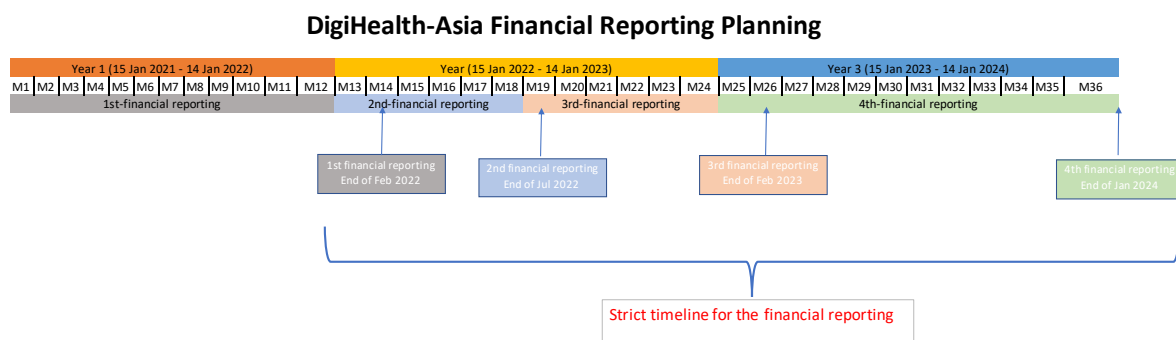 DigiHealth-Asia Financial Reporting Planning
Year 1 (15 Jan 2021 - 14 Jan 2022) Year (15 Jan 2022 - 14 Jan 2023) Year 3 (15 Jan 2023 - 14 Jan 2024)
M1 M2 M3 M4 M5 M6 M7 M8 M9 M10 M11 M12 M13 M14 M15 M16 M17 M18 M19 M20 M21 M22 M23 M24 M25 M26 M27 M28 M29 M30 M31 M32 M33 M34 M35 M36
1st-financial reporting 2nd-financial reporting 3rd-financial reporting 4th-financial reporting
1st financial reporting
End of Feb 2022
2nd financial reporting
End of Jul 2022
3rd financial reporting
End of Feb 2023
4th financial reporting
End of Jan 2024
Strict timeline for the financial reporting